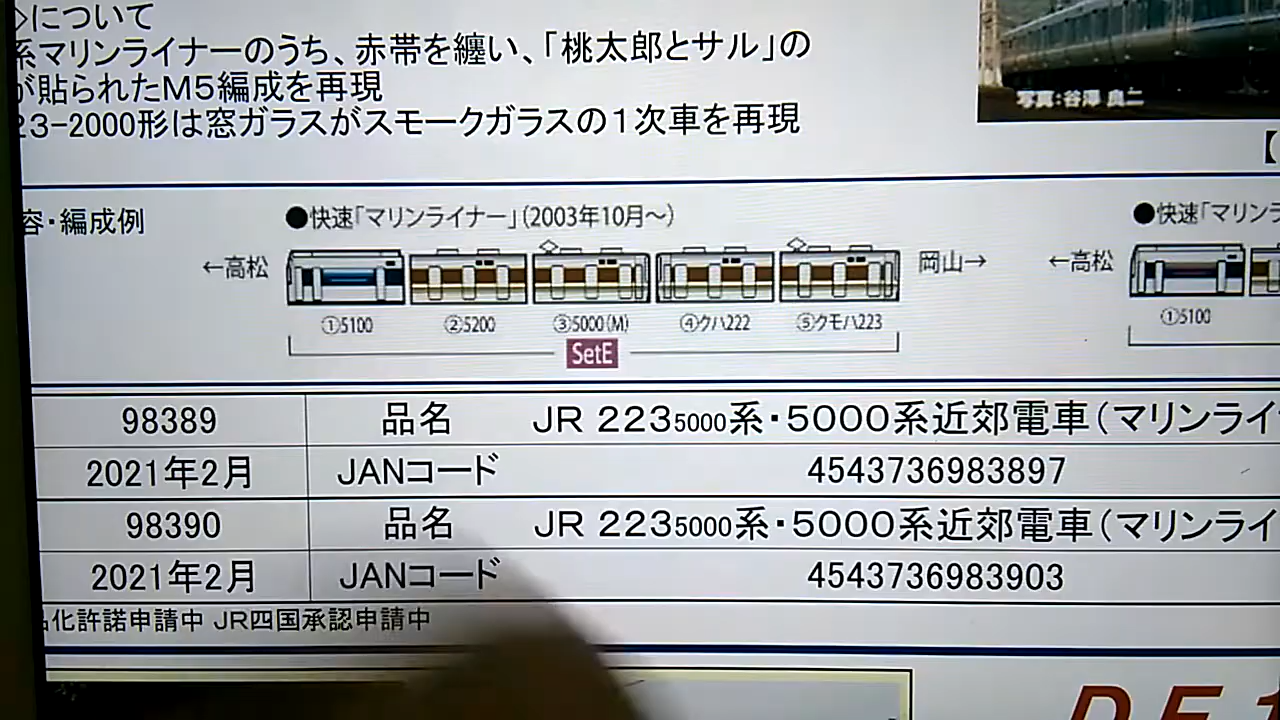 について
系マリンライナーのうち、赤帯を纏い、「桃太郎とサル」の
が貼られたM5編成を再現
23-2000形は窓ガラスがスモークガラスの1次車を再現
写真:谷澤 良二
【
容・編成例
●快速「マリンライナー」(2003年10月~)
←高松
岡山→
①5100 ②5200 ③5000(M) ④クハ222 ⑤クモハ223
SetE
●快速「マリン
←高松
①5100
98389 品名 JR 2235000系・5000系近郊電車(マリンライ
2021年2月 JANコード 4543736983897
98390 品名 JR 2235000系・5000系近郊電車(マリンライ
2021年2月 JANコード 4543736983903
化許諾申請中 JR四国承認申請中
DE1